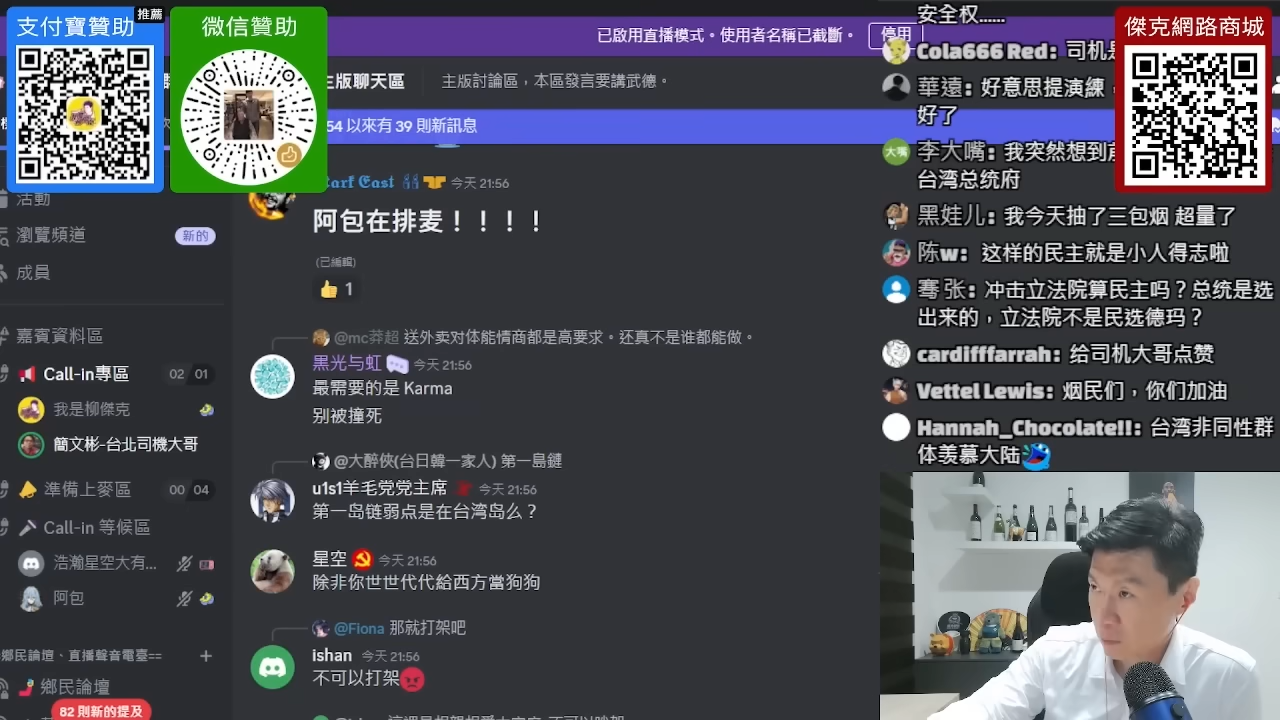 支付寶贊助
推薦
微信贊助
傑克網路商城
已啟用直播模式。使用者名稱已截斷。
停用
主版聊天區
主版討論區,本區發言要講武德。
54 以來有 39 則新訊息
活動
瀏覽頻道
新的
成員
嘉賓資料區
Call-in專區
02 01
我是柳傑克
簡文彬-台北司機大哥
準備上麥區
00 04
Call-in 等候區
浩瀚星空大有...
阿包
鄉民論壇、直播聲音電臺==
鄉民論壇
82 則新的提及
Dark East
今天 21:56
阿包在排麦!!!!
(已編輯)
1
@mc莽超 送外卖对体能情商都是高要求。还真不是谁都能做。
黑光与虹
今天 21:56
最需要的是 Karma
别被撞死
@大醉俠(台日韓一家人) 第一島鏈
u1s1羊毛党党主席
今天 21:56
第一岛链弱点是在台湾岛么?
星空
今天 21:56
除非你世世代代給西方當狗狗
@Fiona 那就打架吧
ishan 今天 21:56
不可以打架
安全权......
Cola666 Red: 司机是
華遠: 好意思提演練
好了
李大嘴: 我突然想到前
台湾总统府
黑娃儿: 我今天抽了三包烟 超量了
陈w: 这样的民主就是小人得志啦
骞 张: 冲击立法院算民主吗?总统是选
出来的,立法院不是民选德玛?
cardifffarrah: 给司机大哥点赞
Vettel Lewis: 烟民们,你们加油
Hannah_Chocolate!!: 台湾非同性群
体羡慕大陆
大嘴